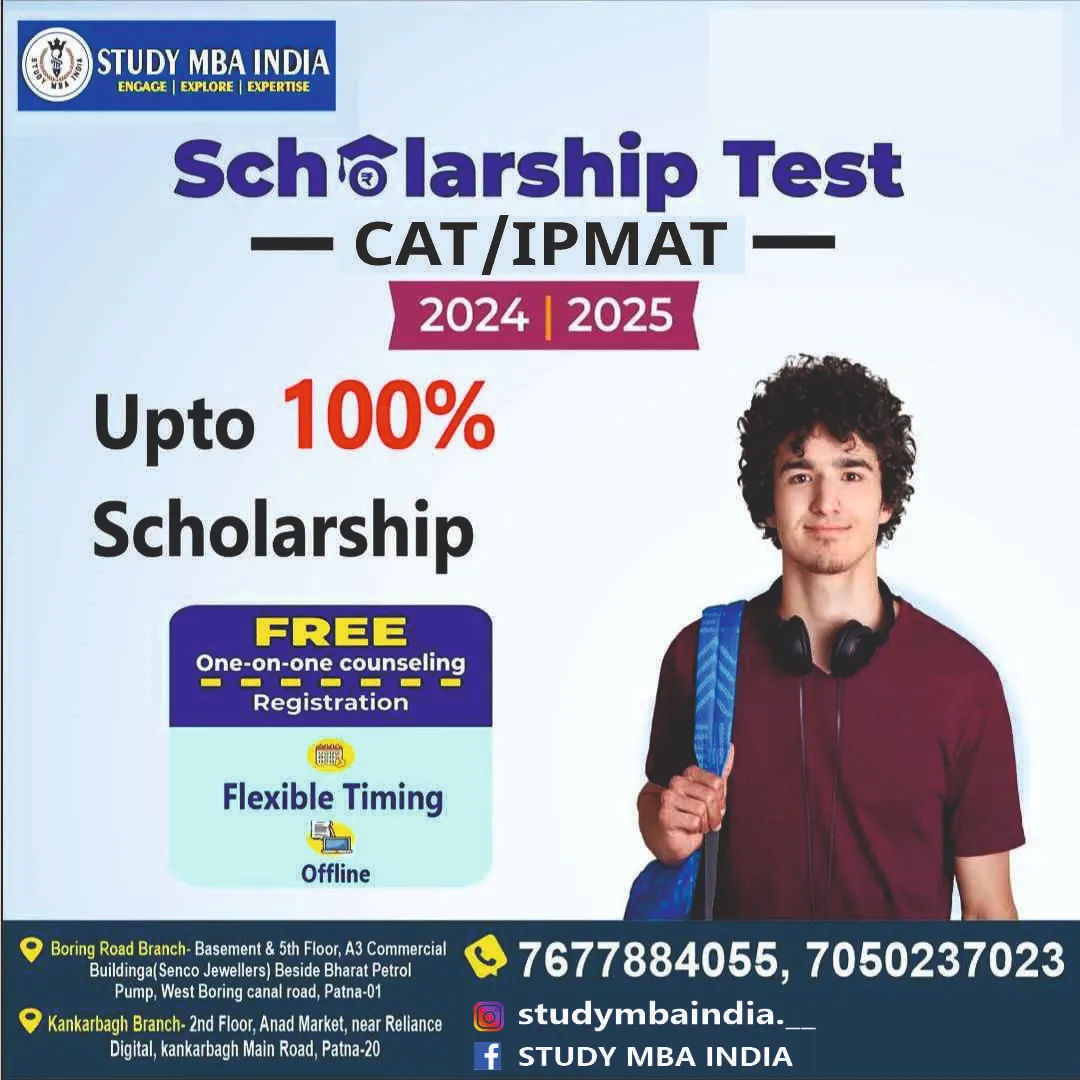 STUDY MBA INDIA
ENGAGE | EXPLORE | EXPERTISE
Scholarship Test
CAT/IPMAT
2024 | 2025
Upto 100%
Scholarship
FREE
One-on-one counseling
Registration
Flexible Timing
Offline
Boring Road Branch- Basement & 5th Floor, A3 Commercial
Buildinga(Senco Jewellers) Beside Bharat Petrol
Pump, West Boring canal road, Patna-01
Kankarbagh Branch- 2nd Floor, Anad Market, near Reliance
Digital, kankarbagh Main Road, Patna-20
7677884055, 7050237023
studymbaindia.__
STUDY MBA INDIA